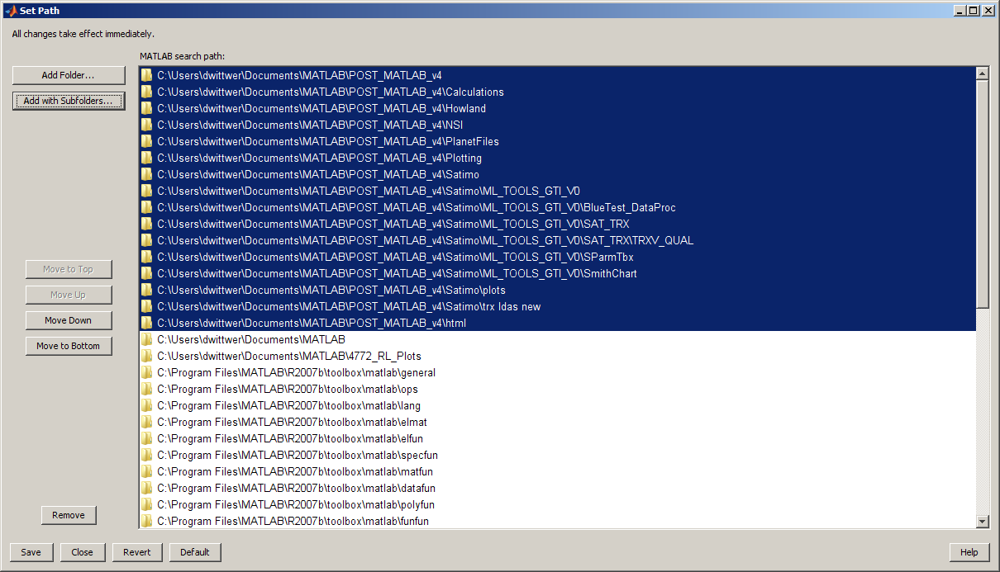 Set Path
All changes take effect immediately.
MATLAB search path:
Add Folder...
Add with Subfolders...
C:\Users\dwittwer\Documents\MATLAB\POST_MATLAB_v4
C:\Users\dwittwer\Documents\MATLAB\POST_MATLAB_v4\Calculations
C:\Users\dwittwer\Documents\MATLAB\POST_MATLAB_v4\Howland
C:\Users\dwittwer\Documents\MATLAB\POST_MATLAB_v4\NSI
C:\Users\dwittwer\Documents\MATLAB\POST_MATLAB_v4\PlanetFiles
C:\Users\dwittwer\Documents\MATLAB\POST_MATLAB_v4\Plotting
C:\Users\dwittwer\Documents\MATLAB\POST_MATLAB_v4\Satimo
C:\Users\dwittwer\Documents\MATLAB\POST_MATLAB_v4\Satimo\ML_TOOLS_GTI_V0
C:\Users\dwittwer\Documents\MATLAB\POST_MATLAB_v4\Satimo\ML_TOOLS_GTI_V0\BlueTest_DataProc
C:\Users\dwittwer\Documents\MATLAB\POST_MATLAB_v4\Satimo\ML_TOOLS_GTI_V0\SAT_TRX
C:\Users\dwittwer\Documents\MATLAB\POST_MATLAB_v4\Satimo\ML_TOOLS_GTI_V0\SAT_TRX\TRXV_QUAL
C:\Users\dwittwer\Documents\MATLAB\POST_MATLAB_v4\Satimo\ML_TOOLS_GTI_V0\SParmTbx
C:\Users\dwittwer\Documents\MATLAB\POST_MATLAB_v4\Satimo\ML_TOOLS_GTI_V0\SmithChart
C:\Users\dwittwer\Documents\MATLAB\POST_MATLAB_v4\Satimo\plots
C:\Users\dwittwer\Documents\MATLAB\POST_MATLAB_v4\Satimo\trx ldas new
C:\Users\dwittwer\Documents\MATLAB\POST_MATLAB_v4\html
C:\Users\dwittwer\Documents\MATLAB
C:\Users\dwittwer\Documents\MATLAB\4772_RL_Plots
C:\Program Files\MATLAB\R2007b\toolbox\matlab\general
C:\Program Files\MATLAB\R2007b\toolbox\matlab\ops
C:\Program Files\MATLAB\R2007b\toolbox\matlab\lang
C:\Program Files\MATLAB\R2007b\toolbox\matlab\elmat
C:\Program Files\MATLAB\R2007b\toolbox\matlab\elfun
C:\Program Files\MATLAB\R2007b\toolbox\matlab\specfun
C:\Program Files\MATLAB\R2007b\toolbox\matlab\matfun
C:\Program Files\MATLAB\R2007b\toolbox\matlab\datafun
C:\Program Files\MATLAB\R2007b\toolbox\matlab\polyfun
C:\Program Files\MATLAB\R2007b\toolbox\matlab\funfun
Move to Top
Move Up
Move Down
Move to Bottom
Remove
Save
Close
Revert
Default
Help